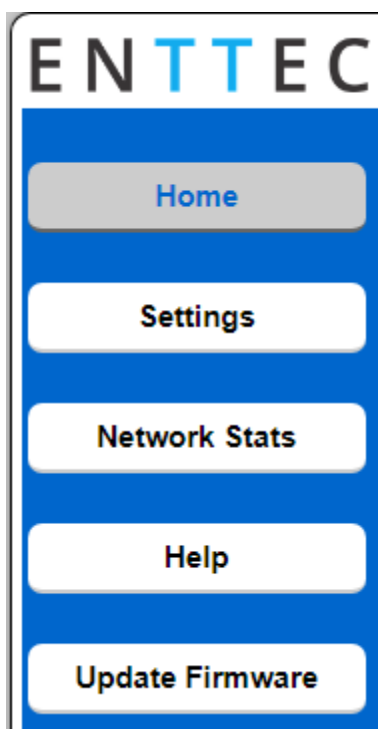 ENTTEC
Home
Settings
Network Stats
Help
Update Firmware